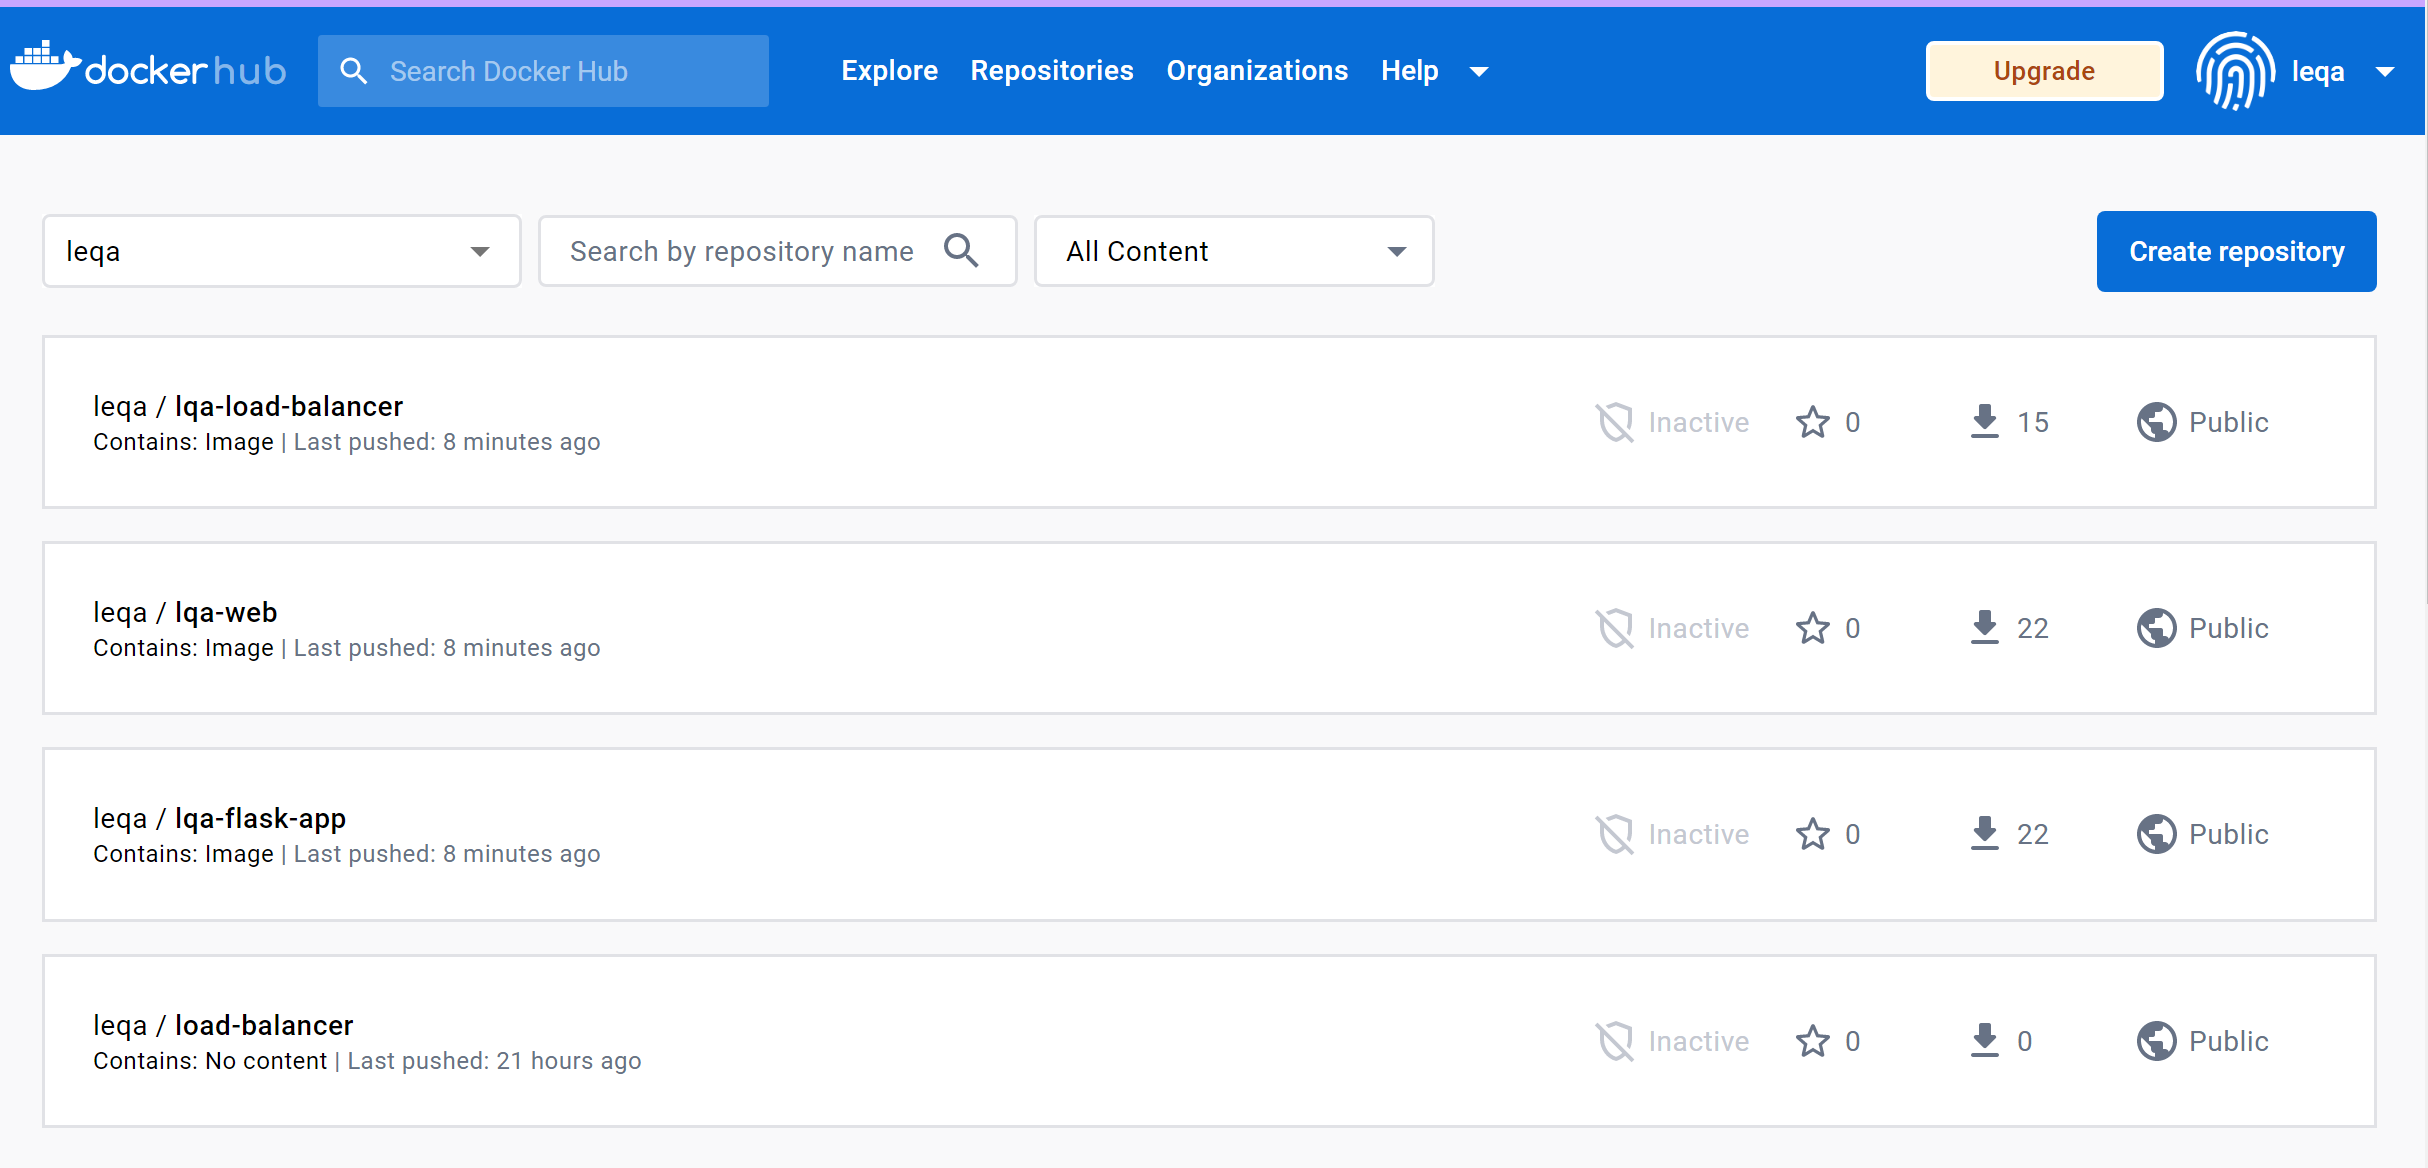 docker hub
Search Docker Hub
Explore Repositories Organizations Help
Upgrade
leqa
leqa
Search by repository name
All Content
Create repository
leqa / lqa-load-balancer
Contains: Image | Last pushed: 8 minutes ago
Inactive 0 15 Public
leqa / lqa-web
Contains: Image | Last pushed: 8 minutes ago
Inactive 0 22 Public
leqa / lqa-flask-app
Contains: Image | Last pushed: 8 minutes ago
Inactive 0 22 Public
leqa / load-balancer
Contains: No content | Last pushed: 21 hours ago
Inactive 0 0 Public